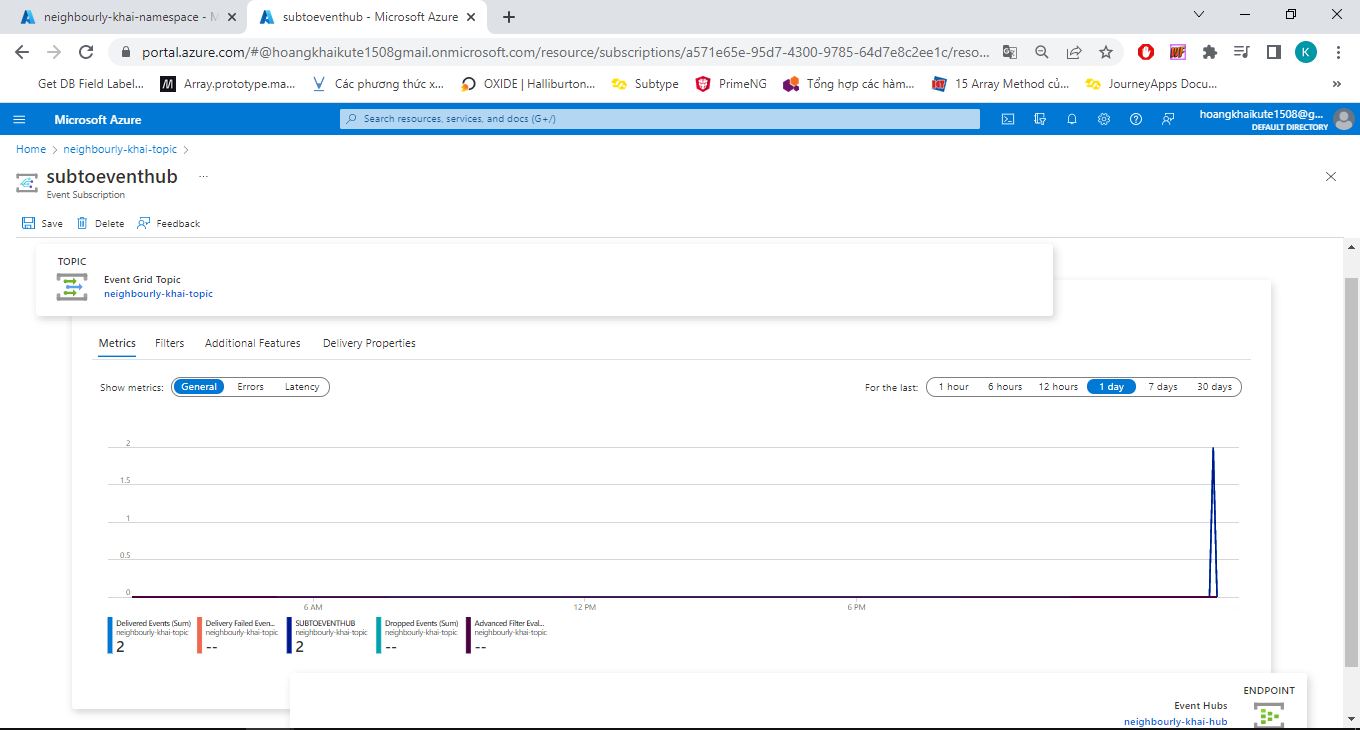 neighbourly-khai-namespace - M
subtoeventhub - Microsoft Azure
portal.azure.com/#@hoangkhaikute1508gmail.onmicrosoft.com/resource/subscriptions/a571e65e-95d7-4300-9785-64d7e8c2ee1c/reso...
K
Get DB Field Label...
M
Array.prototype.ma...
Các phương thức x...
OXIDE | Halliburton...
Subtype
PrimeNG
Tổng hợp các hàm...
15 Array Method củ...
JourneyApps Docu...
»
Microsoft Azure
Search resources, services, and docs (G+/)
hoangkhaikute1508@g...
DEFAULT DIRECTORY
Home > neighbourly-khai-topic >
subtoeventhub ...
Event Subscription
Save
Delete
Feedback
TOPIC
Event Grid Topic
neighbourly-khai-topic
Metrics
Filters
Additional Features
Delivery Properties
Show metrics: General Errors Latency
For the last: 1 hour 6 hours 12 hours 1 day 7 days 30 days
2
1.5
1
0.5
0
6 AM
12 PM
6 PM
Delivered Events (Sum)
neighbourly-khai-topic
2
Delivery Failed Even...
neighbourly-khai-topic
--
SUBTOEVENTHUB
neighbourly-khai-topic
2
Dropped Events (Sum)
neighbourly-khai-topic
--
Advanced Filter Eval...
neighbourly-khai-topic
--
ENDPOINT
Event Hubs
neighbourly-khai-hub